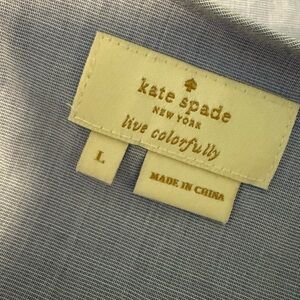 kate spade
NEW YORK
live colorfully
L
MADE IN CHINA